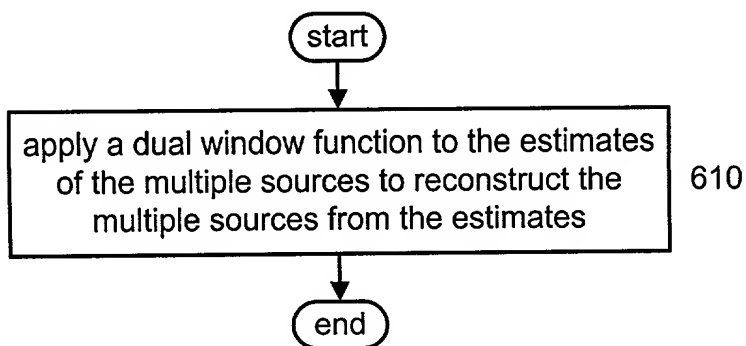 start
apply a dual window function to the estimates
of the multiple sources to reconstruct the
multiple sources from the estimates
610
end